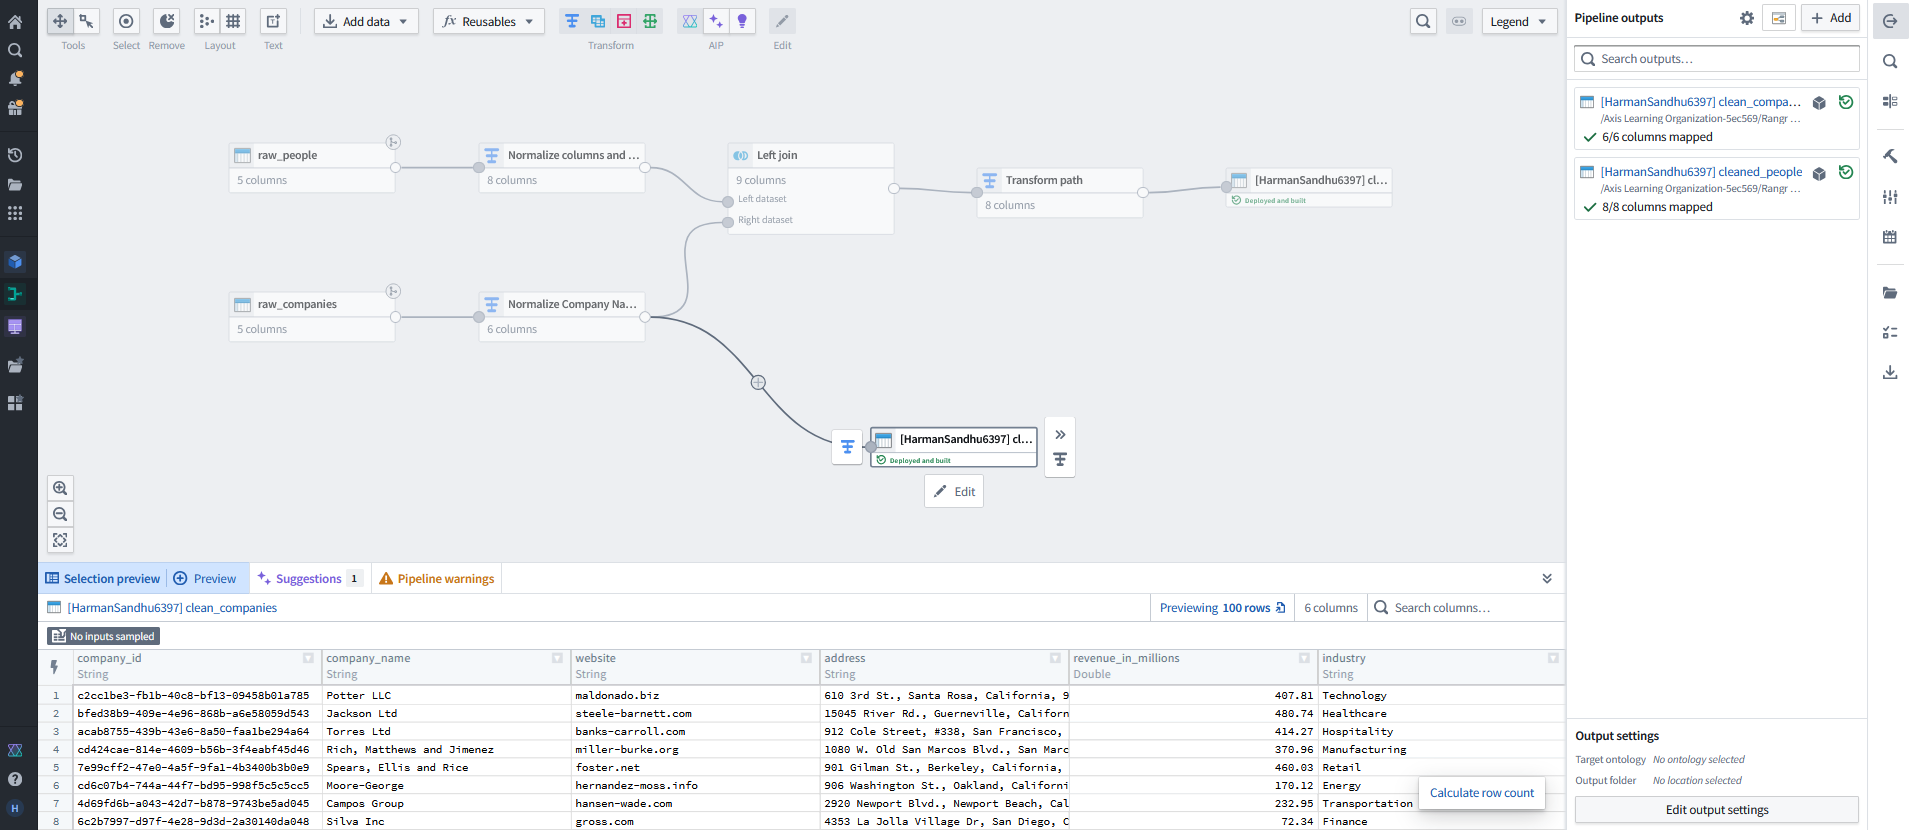 Tools
Select
Remove
Layout
Text
Add data
fx Reusables
Transform
AIP
Edit
Legend
Pipeline outputs
Add
Search outputs…
[HarmanSandhu6397] clean_compa…
/Axis Learning Organization-5ec569/Rangr …
6/6 columns mapped
[HarmanSandhu6397] cleaned_people
/Axis Learning Organization-5ec569/Rangr …
8/8 columns mapped
raw_people
5 columns
Normalize columns and …
8 columns
Left join
9 columns
Left dataset
Right dataset
Transform path
8 columns
[HarmanSandhu6397] cl…
Deployed and built
raw_companies
5 columns
Normalize Company Na…
6 columns
[HarmanSandhu6397] cl…
Deployed and built
Edit
Selection preview
Preview
Suggestions 1
Pipeline warnings
[HarmanSandhu6397] clean_companies
Previewing 100 rows
6 columns
Search columns…
No inputs sampled
company_id company_name website address revenue_in_millions industry
String String String String Double String
1 c2cc1be3-fb1b-40c8-bf13-09458b01a785 Potter LLC maldonado.biz 610 3rd St., Santa Rosa, California, 9 407.81 Technology
2 bfed38b9-409e-4e96-868b-a6e58059d543 Jackson Ltd steele-barnett.com 15045 River Rd., Guerneville, Californ 480.74 Healthcare
3 acab8755-439b-43e6-8a50-faa1be294a64 Torres Ltd banks-carroll.com 912 Cole Street, #338, San Francisco, 414.27 Hospitality
4 cd424cae-814e-4609-b56b-3f4eabf45d46 Rich, Matthews and Jimenez miller-burke.org 1080 W. Old San Marcos Blvd., San Marc 370.96 Manufacturing
5 7e99cff2-47e0-4a5f-9fa1-4b3400b3b0e9 Spears, Ellis and Rice foster.net 901 Gilman St., Berkeley, California, 460.03 Retail
6 cd6c07b4-744a-44f7-bd95-998f5c5c5cc5 Moore-George hernandez-moss.info 906 Washington St., Oakland, Californi 170.12 Energy
7 4d69fd6b-a043-42d7-b878-9743be5ad045 Campos Group hansen-wade.com 2920 Newport Blvd., Newport Beach, Cal 232.95 Transportation
8 6c2b7997-d97f-4e28-9d3d-2a30140da048 Silva Inc gross.com 4353 La Jolla Village Dr, San Diego, C 72.34 Finance
Calculate row count
Output settings
Target ontology No ontology selected
Output folder No location selected
Edit output settings
H